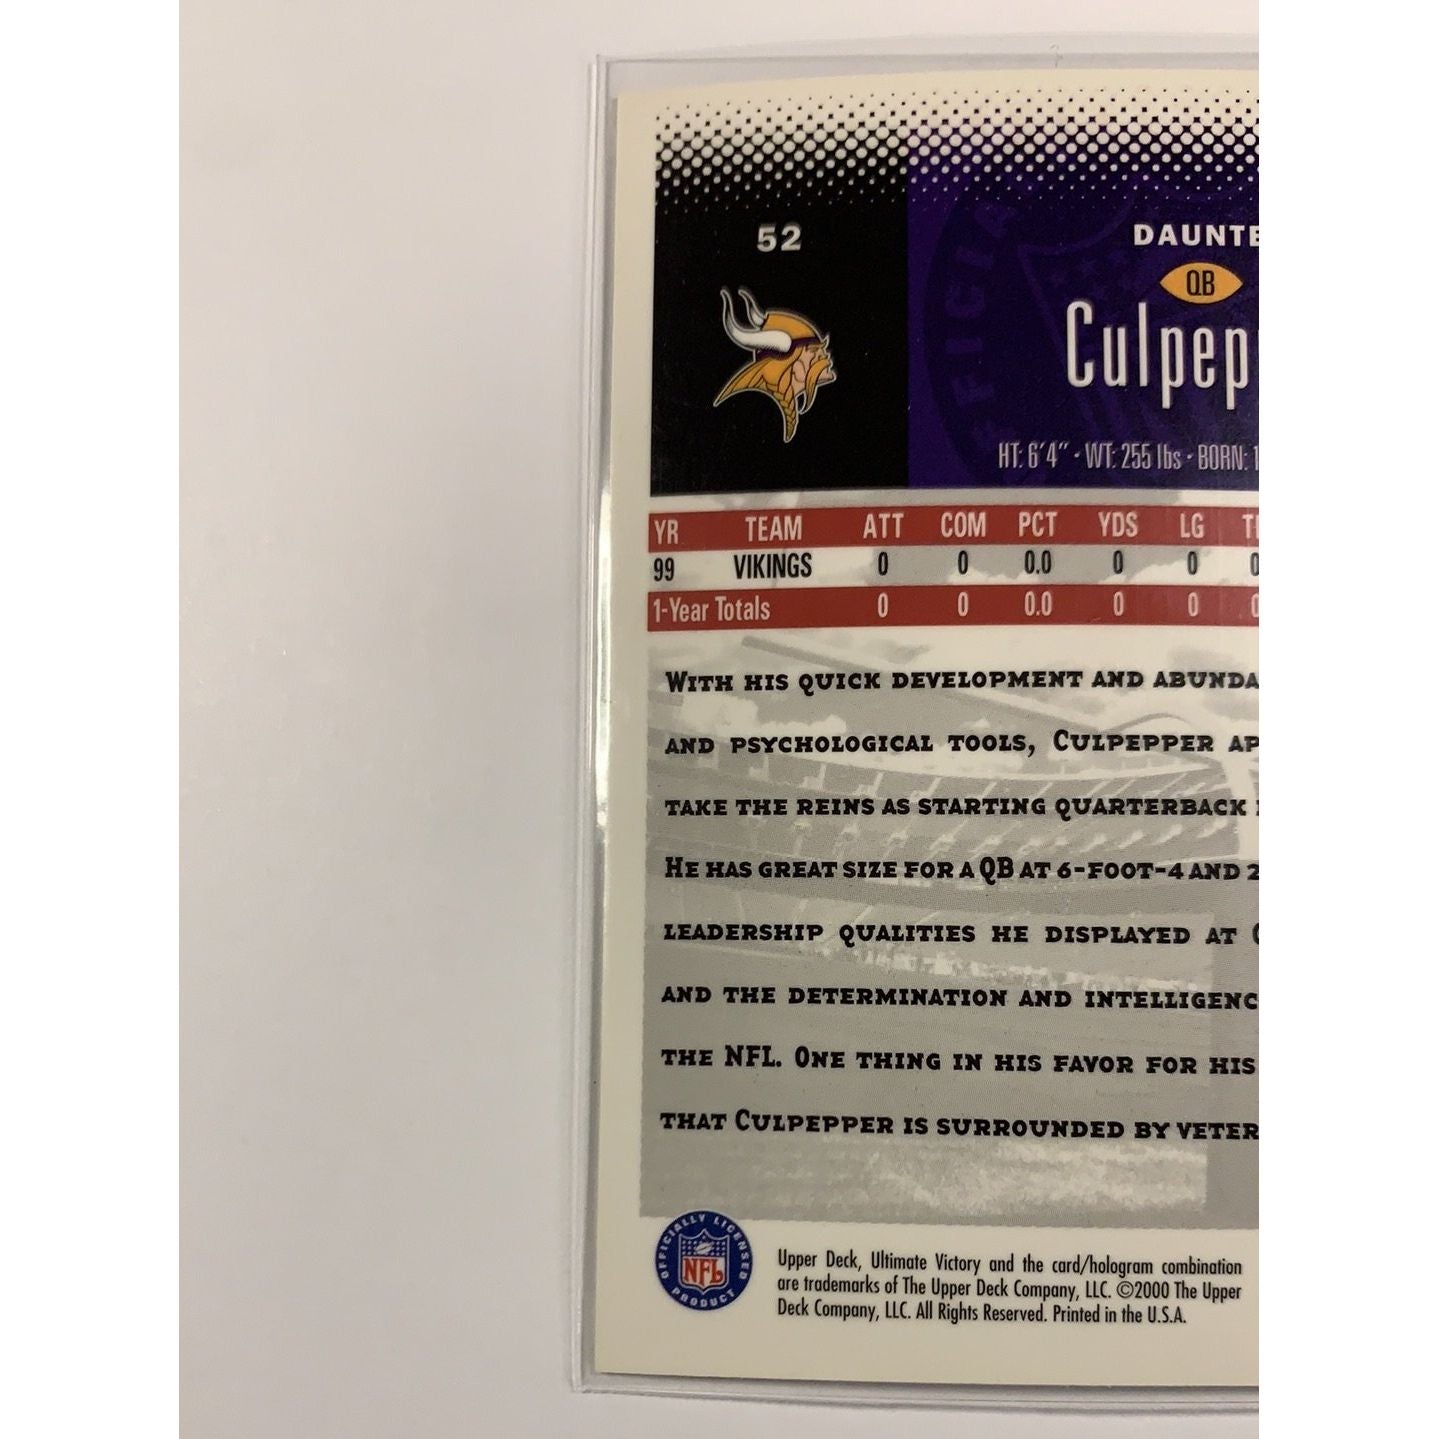 52
DAUNTE
QB
Culpep
HT: 6'4" · WT: 255 lbs · BORN: 1
YR TEAM ATT COM PCT YDS LG
99 VIKINGS 0 0 0.0 0 0 0
1-Year Totals 0 0 0.0 0 0 0
WITH HIS QUICK DEVELOPMENT AND ABUNDA
AND PSYCHOLOGICAL TOOLS, CULPEPPER AP
TAKE THE REINS AS STARTING QUARTERBACK
HE HAS GREAT SIZE FOR A QB AT 6-FOOT-4 AND 2
LEADERSHIP QUALITIES HE DISPLAYED AT
AND THE DETERMINATION AND INTELLIGENC
THE NFL. ONE THING IN HIS FAVOR FOR HIS
THAT CULPEPPER IS SURROUNDED BY VETER
OFFICIALLY LICENSED
NFL
PRODUCT
Upper Deck, Ultimate Victory and the card/hologram combination
are trademarks of The Upper Deck Company, LLC. ©2000 The Upper
Deck Company, LLC. All Rights Reserved. Printed in the U.S.A.